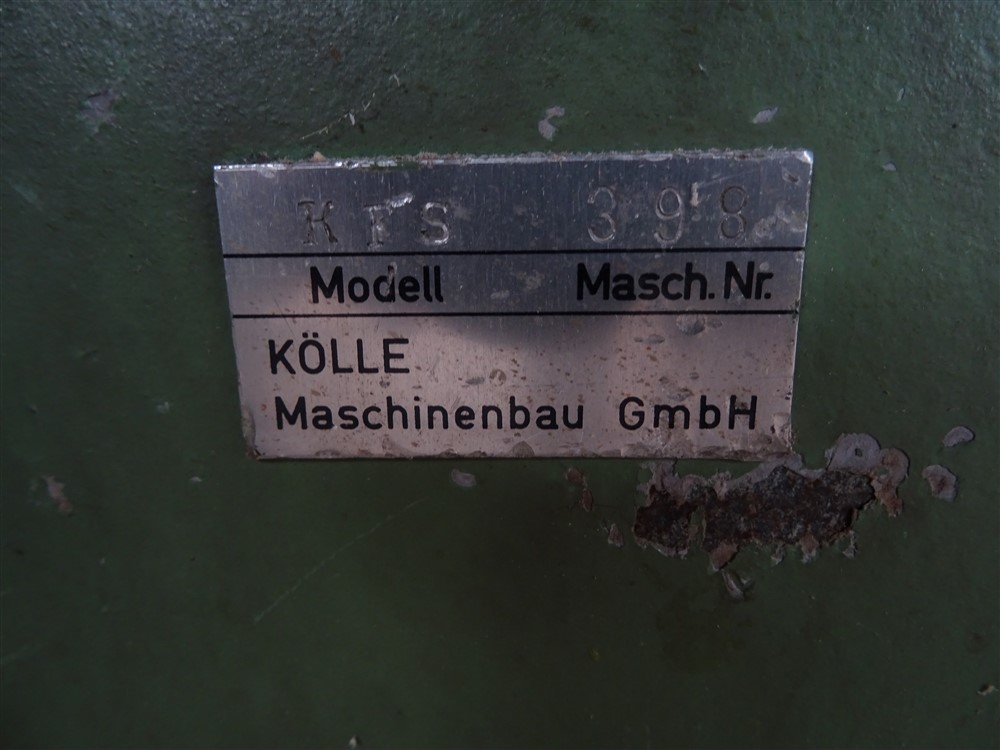 KFS 398
Modell Masch. Nr.
KÖLLE
Maschinenbau GmbH